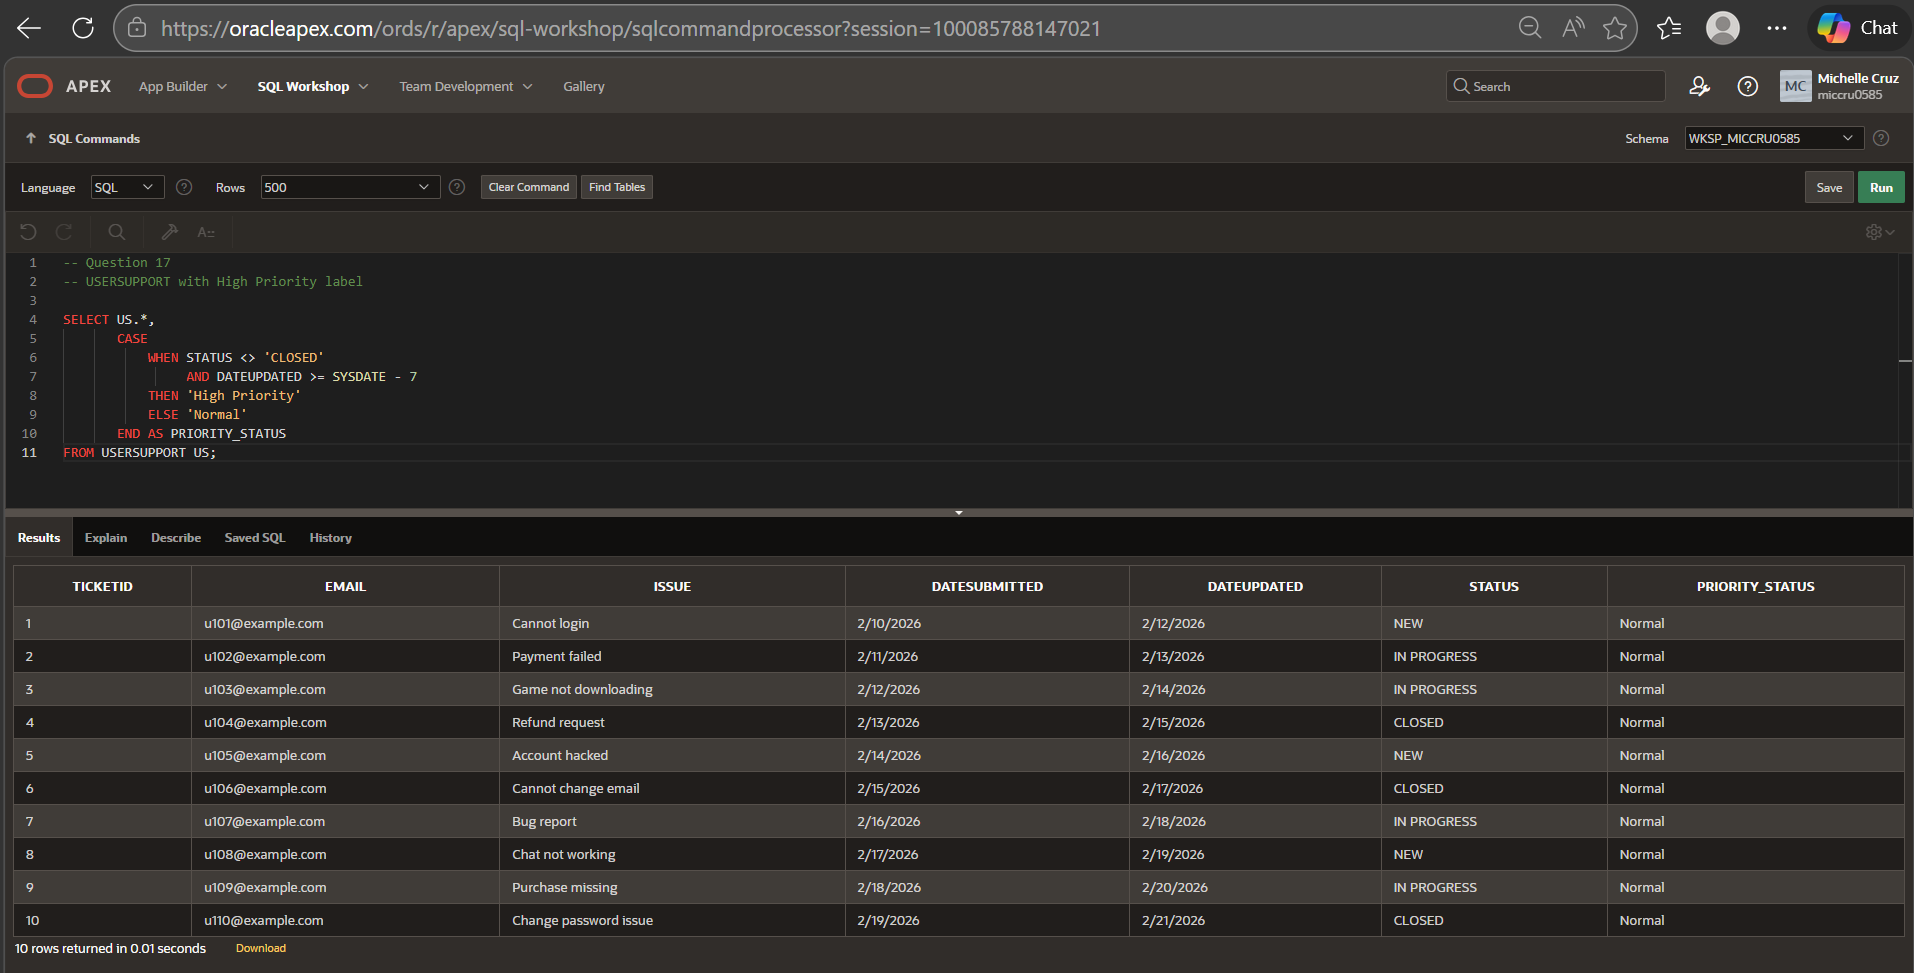 https://oracleapex.com/ords/r/apex/sql-workshop/sqlcommandprocessor?session=100085788147021
Chat
APEX App Builder SQL Workshop Team Development Gallery Search MC Michelle Cruz
miccru0585
SQL Commands Schema WKSP_MICCRU0585
Language SQL Rows 500 Clear Command Find Tables Save Run
1 -- Question 17
2 -- USERSUPPORT with High Priority label
3
4 SELECT US.*,
5 CASE
6 WHEN STATUS <> 'CLOSED'
7 AND DATEUPDATED >= SYSDATE - 7
8 THEN 'High Priority'
9 ELSE 'Normal'
10 END AS PRIORITY_STATUS
11 FROM USERSUPPORT US;
Results Explain Describe Saved SQL History
TICKETID EMAIL ISSUE DATESUBMITTED DATEUPDATED STATUS PRIORITY_STATUS
1 u101@example.com Cannot login 2/10/2026 2/12/2026 NEW Normal
2 u102@example.com Payment failed 2/11/2026 2/13/2026 IN PROGRESS Normal
3 u103@example.com Game not downloading 2/12/2026 2/14/2026 IN PROGRESS Normal
4 u104@example.com Refund request 2/13/2026 2/15/2026 CLOSED Normal
5 u105@example.com Account hacked 2/14/2026 2/16/2026 NEW Normal
6 u106@example.com Cannot change email 2/15/2026 2/17/2026 CLOSED Normal
7 u107@example.com Bug report 2/16/2026 2/18/2026 IN PROGRESS Normal
8 u108@example.com Chat not working 2/17/2026 2/19/2026 NEW Normal
9 u109@example.com Purchase missing 2/18/2026 2/20/2026 IN PROGRESS Normal
10 u110@example.com Change password issue 2/19/2026 2/21/2026 CLOSED Normal
10 rows returned in 0.01 seconds Download